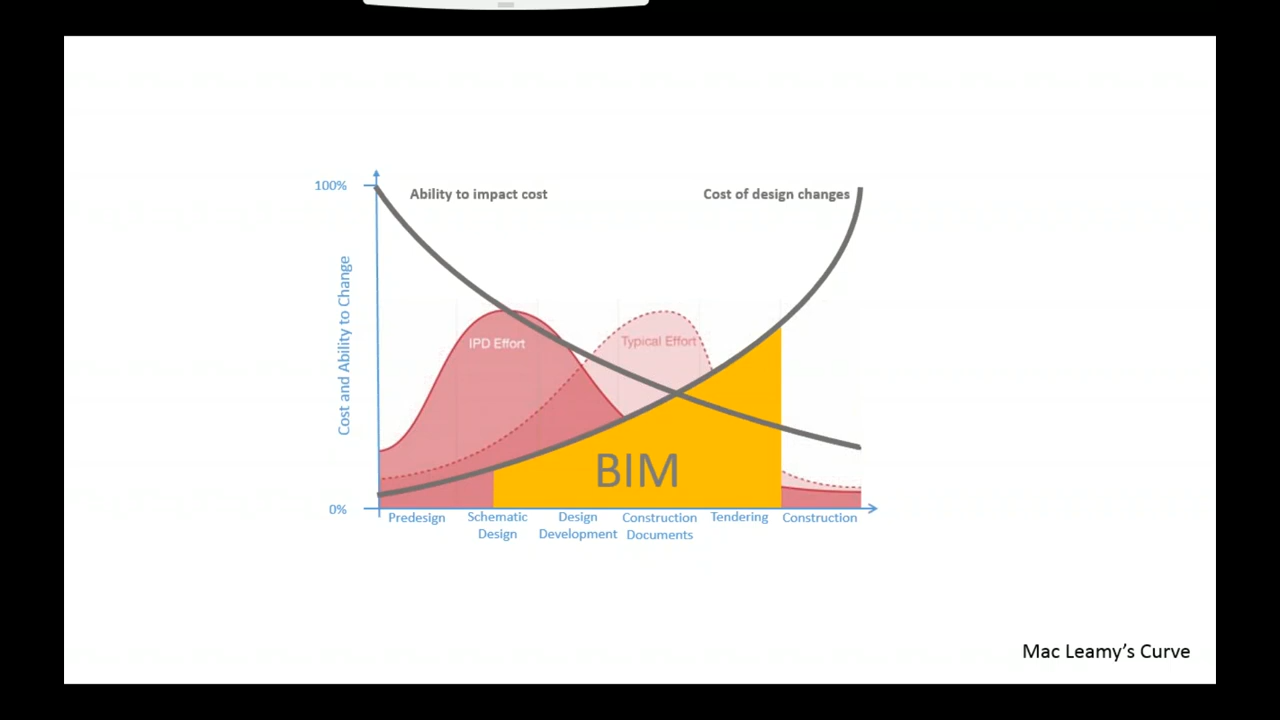 100%
Ability to impact cost
Cost of design changes
Cost and Ability to Change
IPD Effort
Typical Effort
BIM
0%
Predesign
Schematic
Design
Design
Development
Construction
Documents
Tendering
Construction
Mac Leamy's Curve